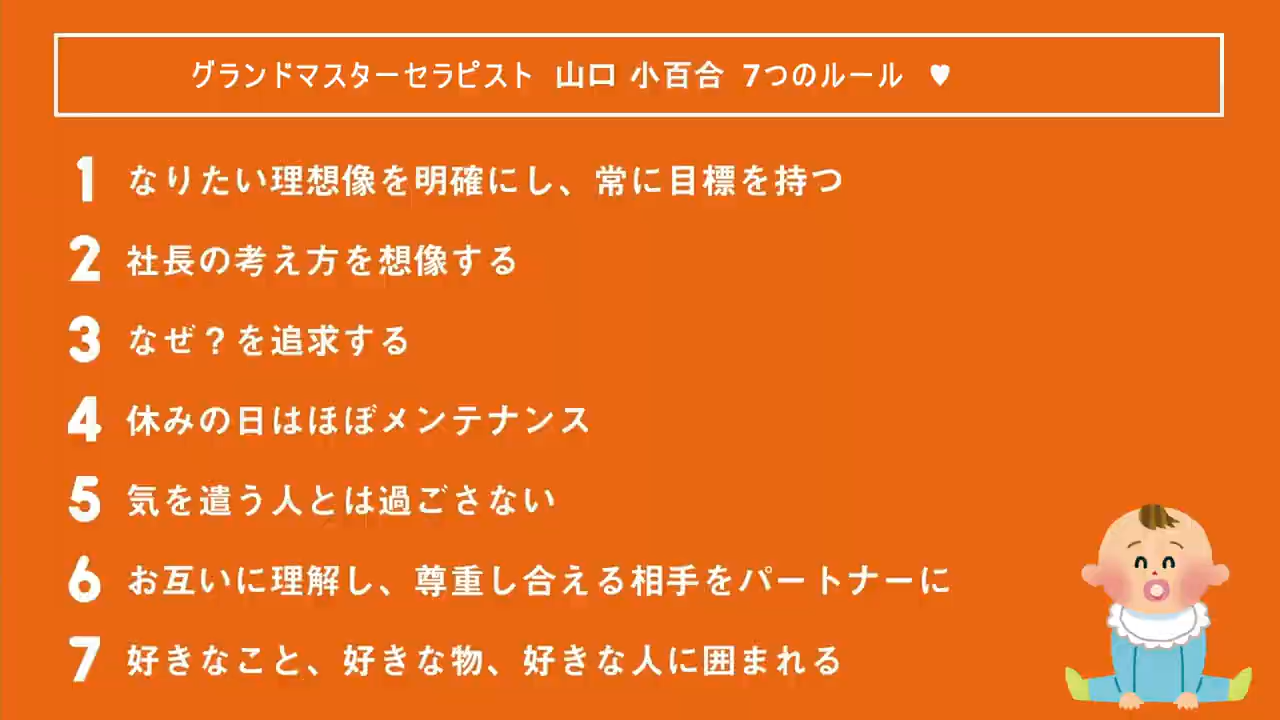 グランドマスターセラピスト 山口 小百合 7つのルール ♥
1 なりたい理想像を明確にし、常に目標を持つ
2 社長の考え方を想像する
3 なぜ？を追求する
4 休みの日はほぼメンテナンス
5 気を遣う人とは過ごさない
6 お互いに理解し、尊重し合える相手をパートナーに
7 好きなこと、好きな物、好きな人に囲まれる